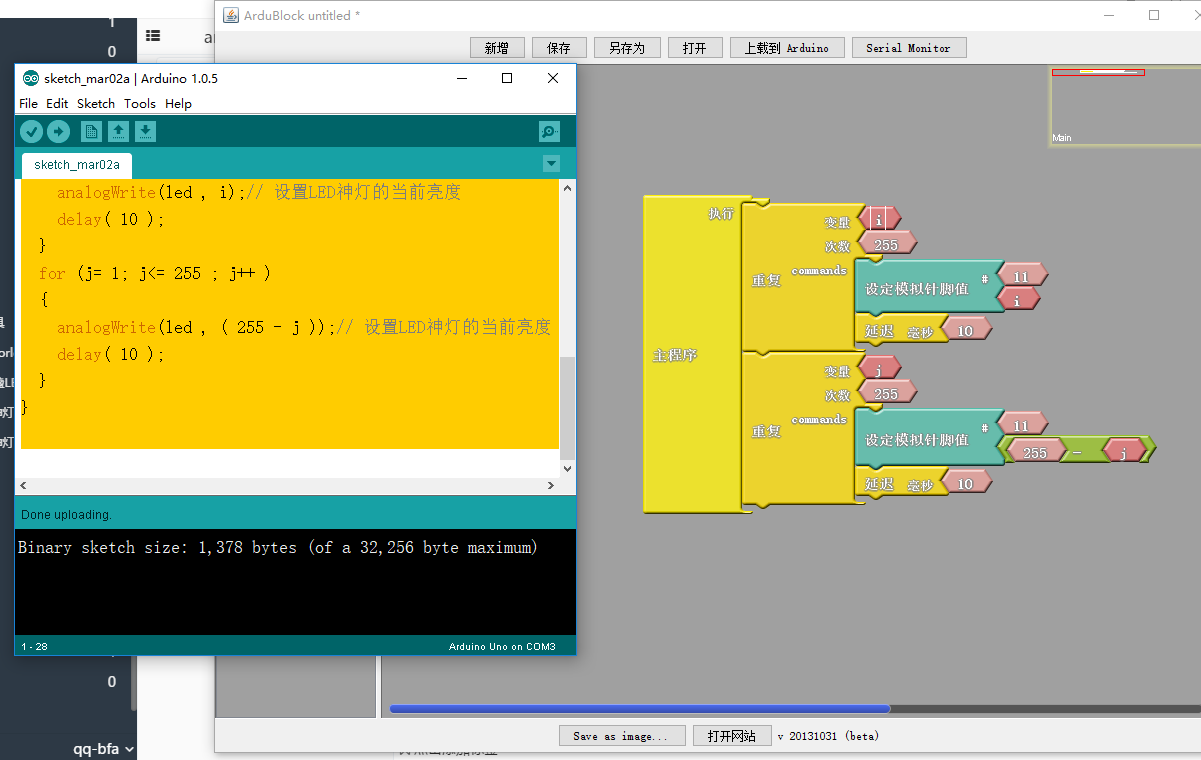 1
0
ArduBlock untitled *
新增
保存
另存为
打开
上载到 Arduino
Serial Monitor
sketch_mar02a | Arduino 1.0.5
File Edit Sketch Tools Help
sketch_mar02a
analogWrite(led , i);// 设置LED神灯的当前亮度
delay( 10 );
}
for (j= 1; j<= 255 ; j++ )
{
analogWrite(led , ( 255 - j ));// 设置LED神灯的当前亮度
delay( 10 );
}
}
Done uploading.
Binary sketch size: 1,378 bytes (of a 32,256 byte maximum)
1 - 28
Arduino Uno on COM3
Main
主程序
执行
重复
变量
i
次数
255
commands
设定模拟针脚值
#
11
i
延迟 毫秒
10
重复
变量
j
次数
255
commands
设定模拟针脚值
#
11
255 - j
延迟 毫秒
10
0
qq-bfa
Save as image...
打开网站
v 20131031 (beta)